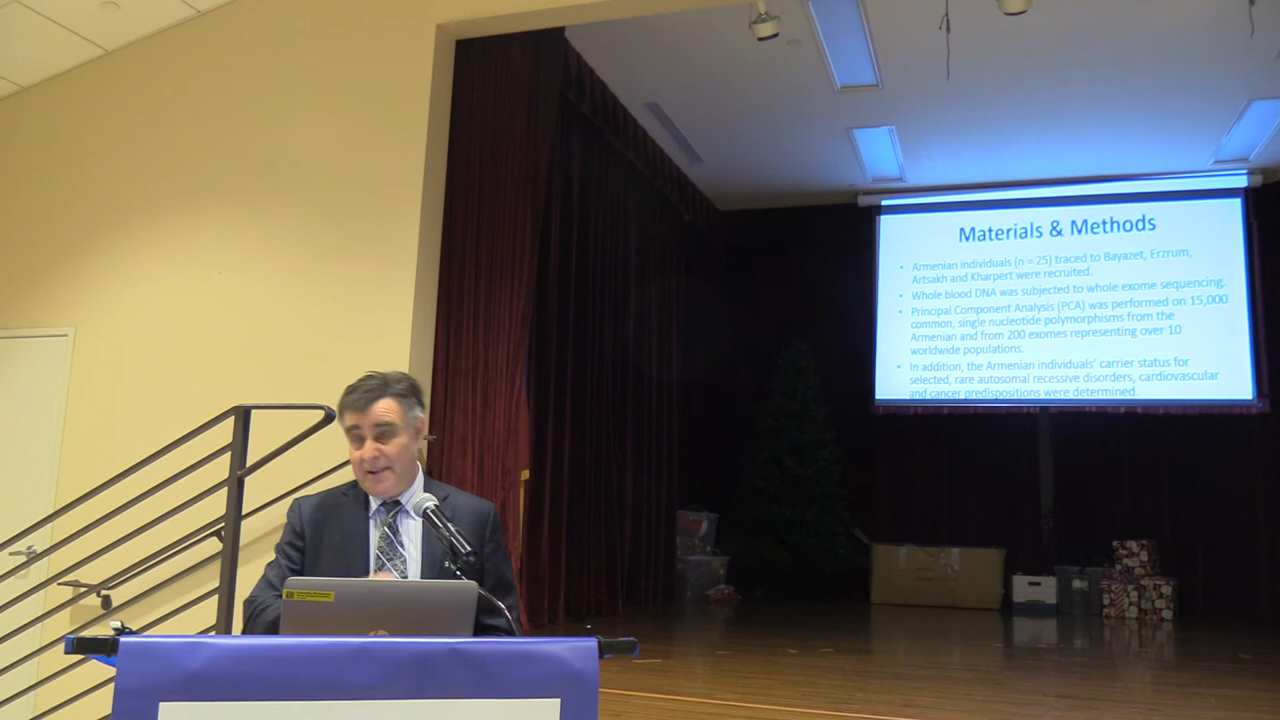 Materials & Methods
• Armenian individuals (n = 25) traced to Bayazet, Erzrum,
Artsakh and Kharpert were recruited.
• Whole blood DNA was subjected to whole exome sequencing.
• Principal Component Analysis (PCA) was performed on 15,000
common, single nucleotide polymorphisms from the
Armenian and from 200 exomes representing over 10
worldwide populations.
• In addition, the Armenian individuals' carrier status for
selected, rare autosomal recessive disorders, cardiovascular
and cancer predispositions were determined.